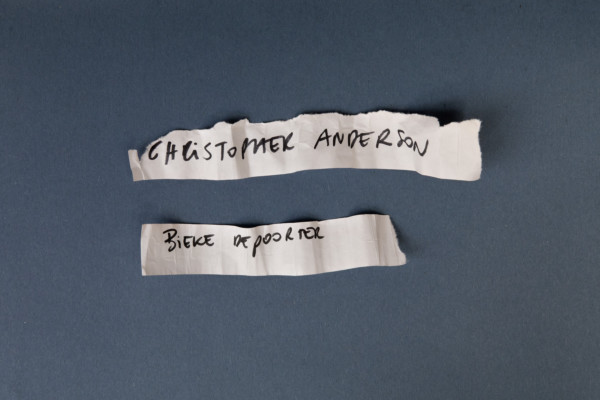 CHRiSTOPHER ANDERSON
BiEKE DEpOORTER